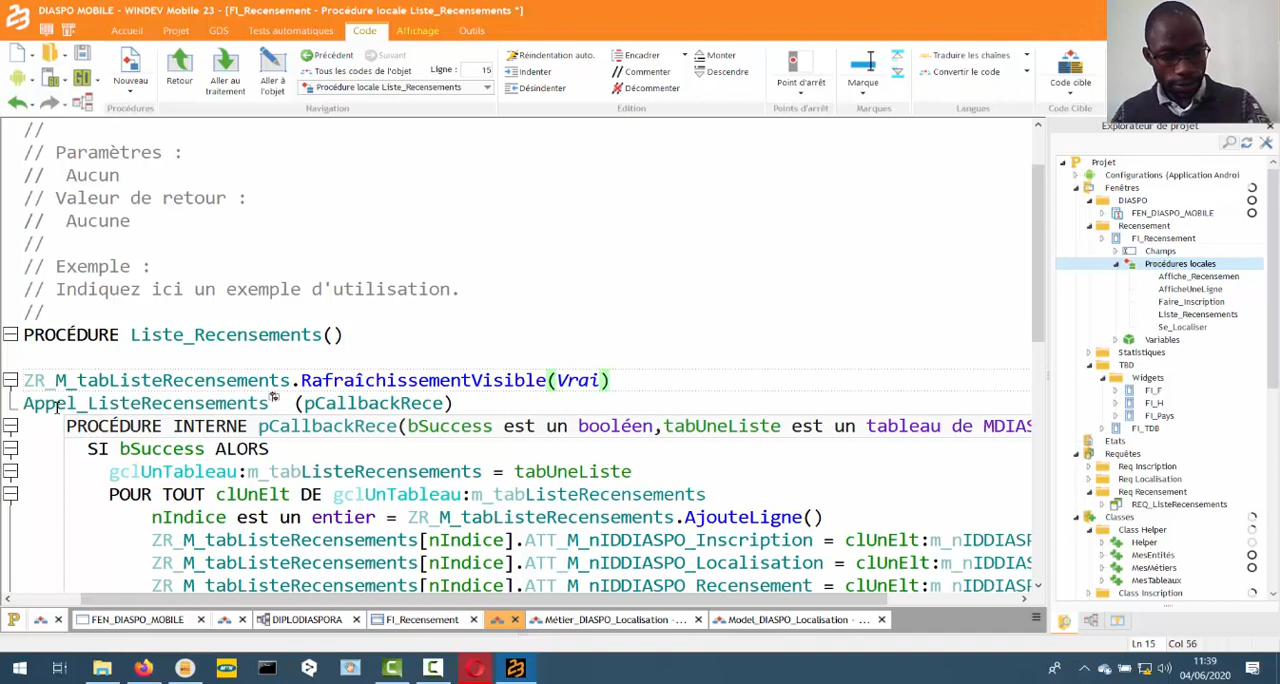 DIASPO MOBILE - WINDEV Mobile 23 - [FI_Recensement - Procédure locale Liste_Recensements *]
Accueil Projet GDS Tests automatiques Code Affichage Outils
Nouveau
Procédures
Retour
Aller au traitement
Aller à l'objet
Précédent Suivant
Tous les codes de l'objet Ligne : 15
Procédure locale Liste_Recensements
Navigation
Réindentation auto.
Indenter
Désindenter
Encadrer
// Commenter
Décommenter
Monter
Descendre
Edition
Point d'arrêt
Points d'arrêt
Marque
Marques
Traduire les chaînes
Convertir le code
Langues
Code cible
Code Cible
//
// Paramètres :
// Aucun
// Valeur de retour :
// Aucune
//
// Exemple :
// Indiquez ici un exemple d'utilisation.
//
PROCÉDURE Liste_Recensements()
ZR_M_tabListeRecensements.RafraîchissementVisible(Vrai)
Appel_ListeRecensements (pCallbackRece)
PROCÉDURE INTERNE pCallbackRece(bSuccess est un booléen,tabUneListe est un tableau de MDIAS
SI bSuccess ALORS
gclUnTableau:m_tabListeRecensements = tabUneListe
POUR TOUT clUnElt DE gclUnTableau:m_tabListeRecensements
nIndice est un entier = ZR_M_tabListeRecensements.AjouteLigne()
ZR_M_tabListeRecensements[nIndice].ATT_M_nIDDIASPO_Inscription = clUnElt:m_nIDD
ZR_M_tabListeRecensements[nIndice].ATT_M_nIDDIASPO_Localisation = clUnElt:m_nID
ZR_M_tabListeRecensements[nIndice].ATT_M_nIDDIASPO_Recensement = clUnElt:m_nIDD
Explorateur de projet
Projet
Configurations (Application Androi
Fenêtres
DIASPO
FEN_DIASPO_MOBILE
Recensement
FI_Recensement
Champs
Procédures locales
Affiche_Recensemen
AfficheUneLigne
Faire_Inscription
Liste_Recensements
Se_Localiser
Variables
Statistiques
TBD
Widgets
FI_F
FI_H
FI_Pays
FI_TDB
Etats
Requêtes
Req Inscription
Req Localisation
Req Recensement
REQ_ListeRecensements
Classes
Class Helper
Helper
MesEntités
MesMétiers
MesTableaux
Class Inscription
FEN_DIASPO_MOBILE
DIPLODIASPORA
FI_Recensement
Métier_DIASPO_Localisation - ...
Model_DIASPO_Localisation - ...
Ln 15 Col 56
11:39
04/06/2020